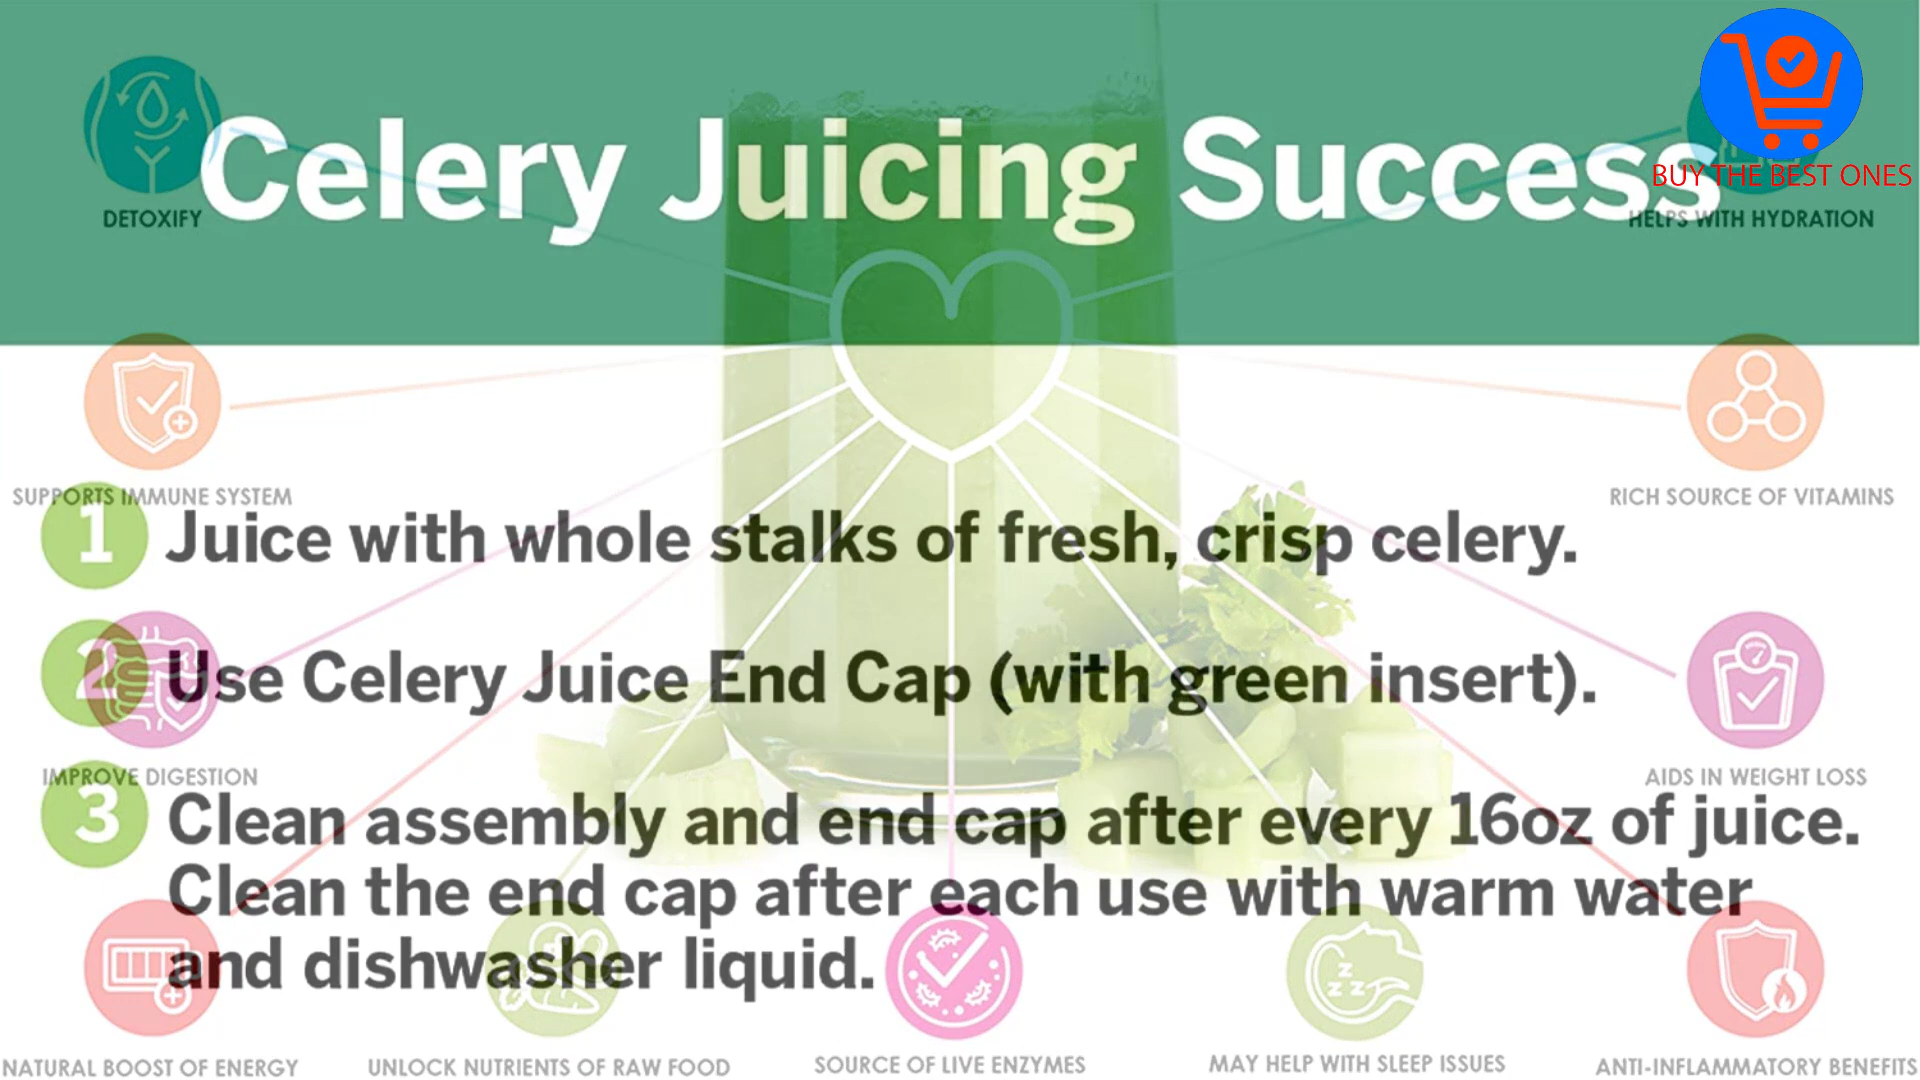 Celery Juicing Success
BUY THE BEST ONES
DETOXIFY
HELPS WITH HYDRATION
SUPPORTS IMMUNE SYSTEM
RICH SOURCE OF VITAMINS
1 Juice with whole stalks of fresh, crisp celery.
2 Use Celery Juice End Cap (with green insert).
IMPROVE DIGESTION
AIDS IN WEIGHT LOSS
3 Clean assembly and end cap after every 16oz of juice.
Clean the end cap after each use with warm water
and dishwasher liquid.
NATURAL BOOST OF ENERGY
UNLOCK NUTRIENTS OF RAW FOOD
SOURCE OF LIVE ENZYMES
MAY HELP WITH SLEEP ISSUES
ANTI-INFLAMMATORY BENEFITS